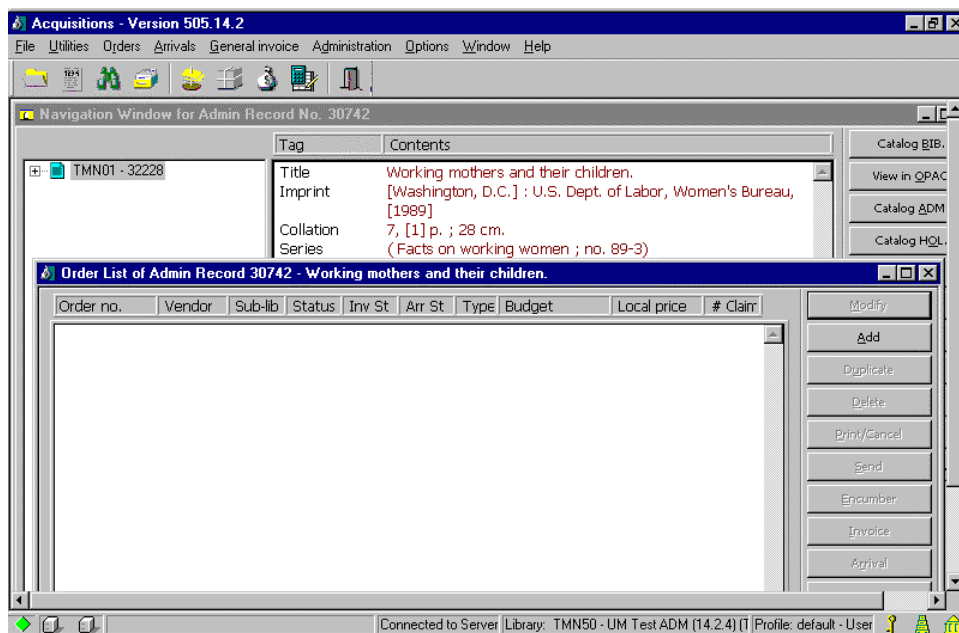 Acquisitions - Version 505.14.2
File Utilities Orders Arrivals General invoice Administration Options Window Help
Navigation Window for Admin Record No. 30742
Tag Contents
Catalog BIB.
TMN01 - 32228
Title Working mothers and their children.
View in OPAC
Imprint [Washington, D.C.] : U.S. Dept. of Labor, Women's Bureau,
[1989]
Catalog ADM
Collation 7, [1] p. ; 28 cm.
Catalog HOL.
Series ( Facts on working women ; no. 89-3)
Order List of Admin Record 30742 - Working mothers and their children.
Order no. Vendor Sub-lib Status Inv St Arr St Type Budget Local price # Claim
Modify
Add
Duplicate
Delete
Print/Cancel
Send
Encumber
Invoice
Arrival
Connected to Server Library: TMN50 - UM Test ADM (14.2.4) (T Profile: default - User